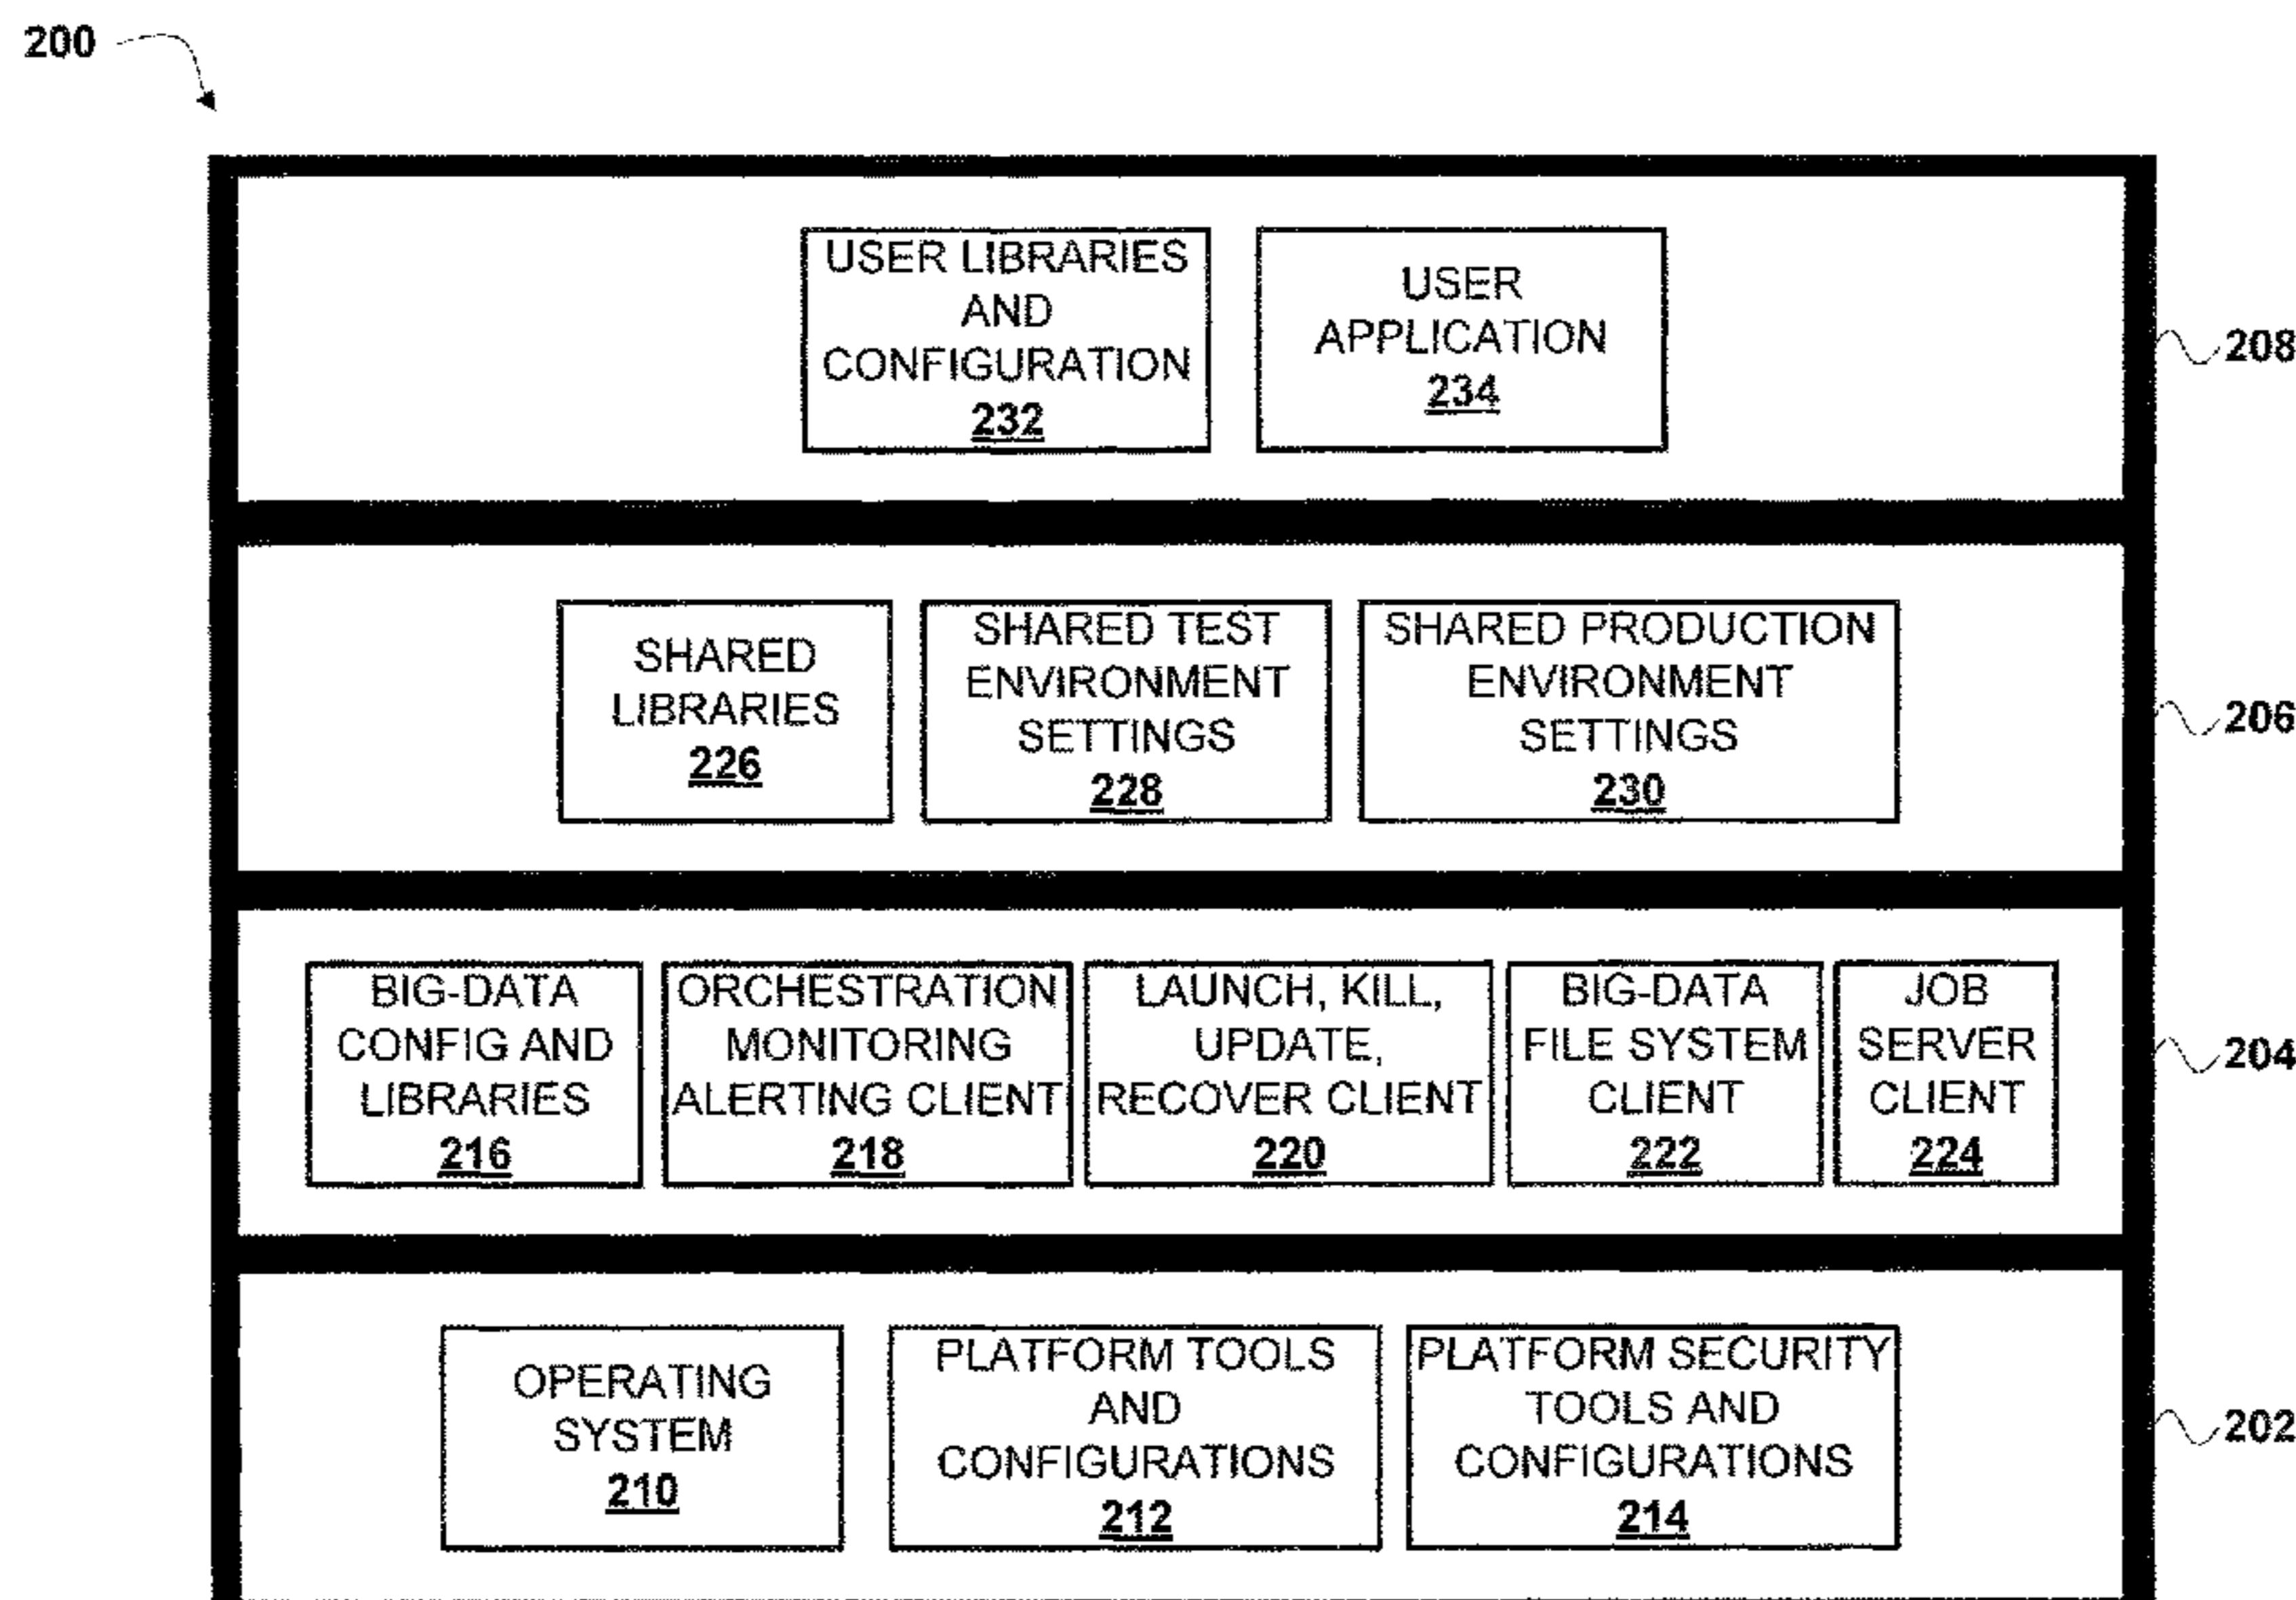 200
USER LIBRARIES
AND
CONFIGURATION
232
USER
APPLICATION
234
208
SHARED
LIBRARIES
226
SHARED TEST
ENVIRONMENT
SETTINGS
228
SHARED PRODUCTION
ENVIRONMENT
SETTINGS
230
206
BIG-DATA
CONFIG AND
LIBRARIES
216
ORCHESTRATION
MONITORING
ALERTING CLIENT
218
LAUNCH, KILL,
UPDATE,
RECOVER CLIENT
220
BIG-DATA
FILE SYSTEM
CLIENT
222
JOB
SERVER
CLIENT
224
204
OPERATING
SYSTEM
210
PLATFORM TOOLS
AND
CONFIGURATIONS
212
PLATFORM SECURITY
TOOLS AND
CONFIGURATIONS
214
202